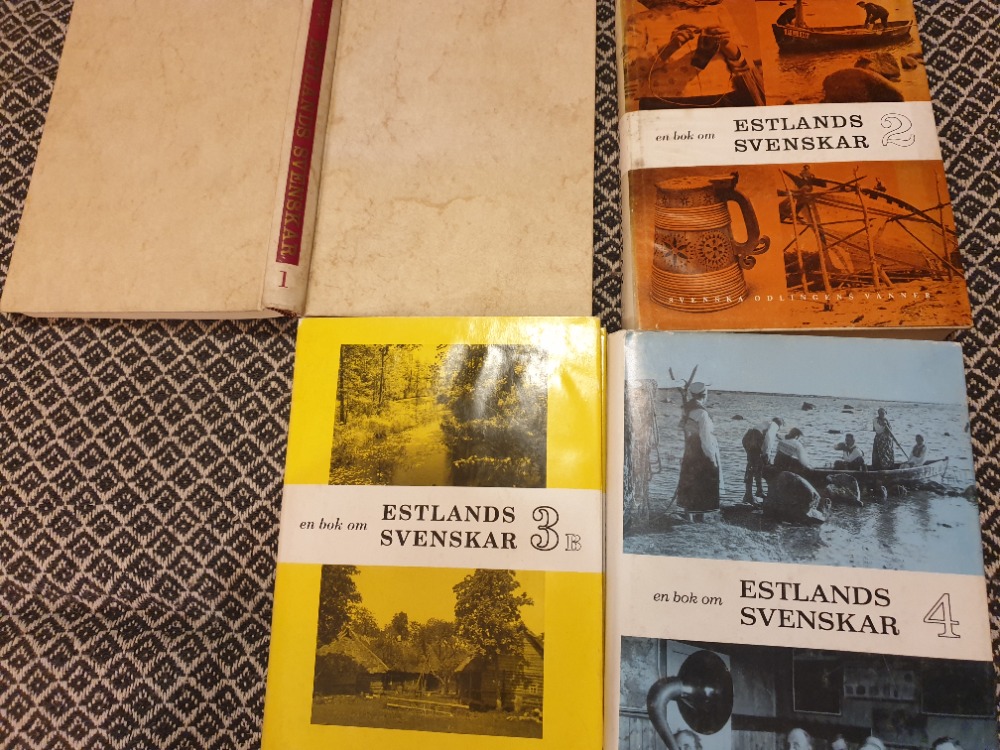 ESTLANDS SVENSKAR
1
en bok om
ESTLANDS
SVENSKAR
2
SVENSKA ODLINGENS VÄNNER
en bok om
ESTLANDS
SVENSKAR
3B
en bok om
ESTLANDS
SVENSKAR
4